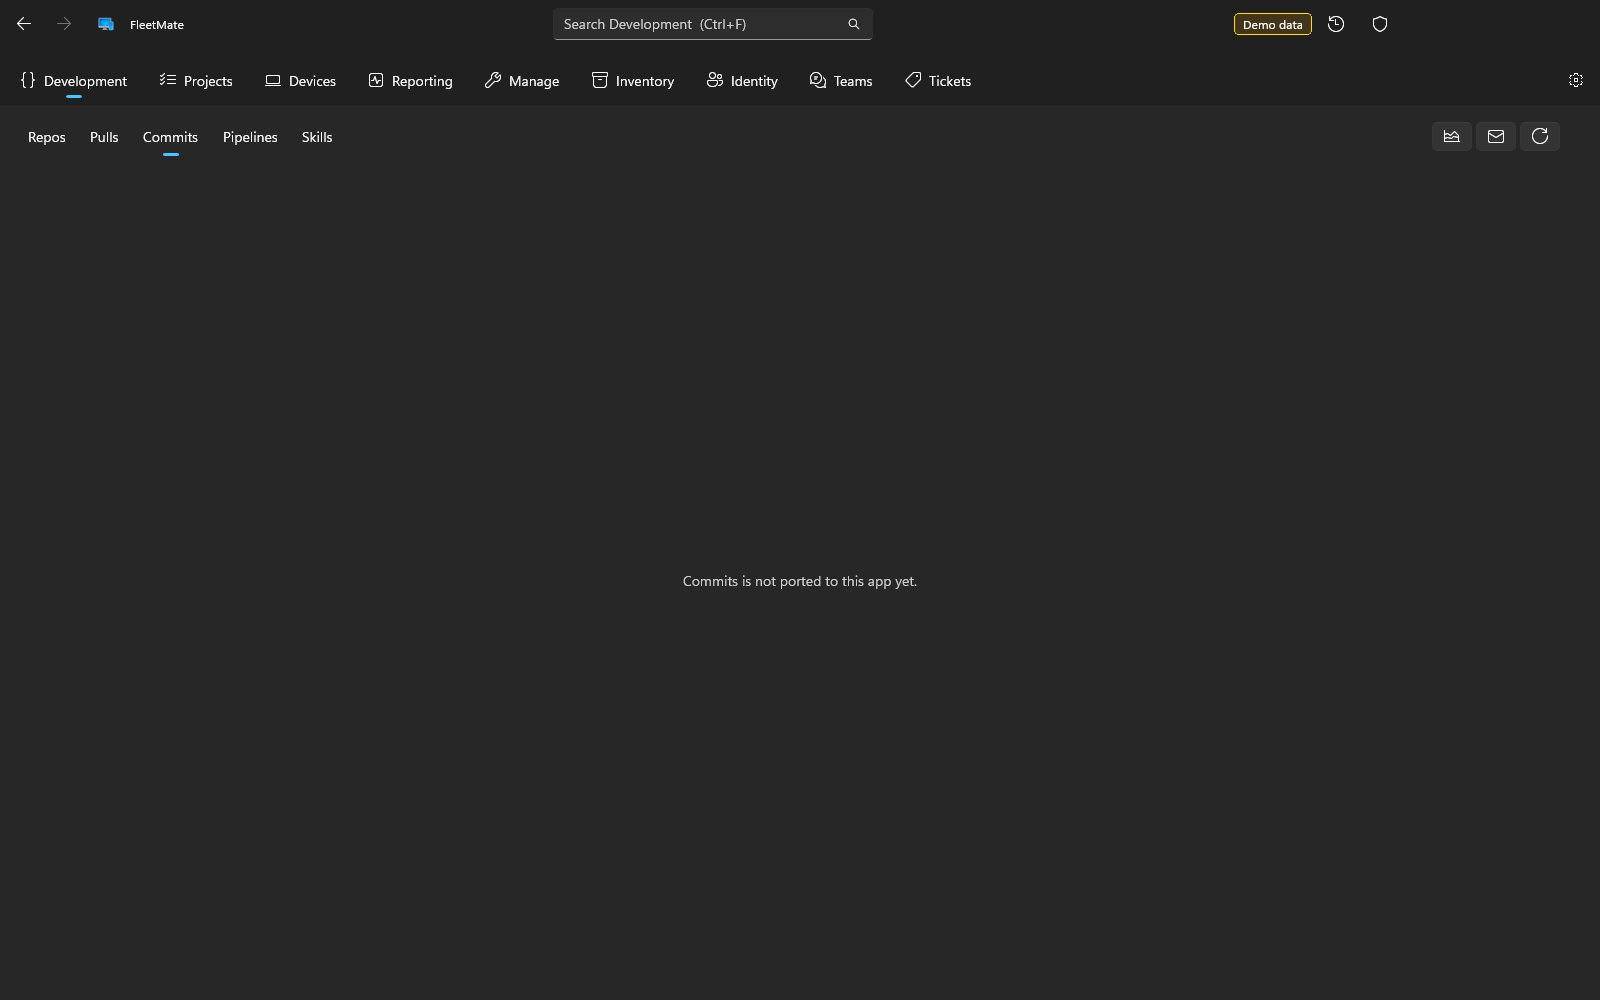 FleetMate
Search Development (Ctrl+F)
Demo data
Development
Projects
Devices
Reporting
Manage
Inventory
Identity
Teams
Tickets
Repos
Pulls
Commits
Pipelines
Skills
Commits is not ported to this app yet.